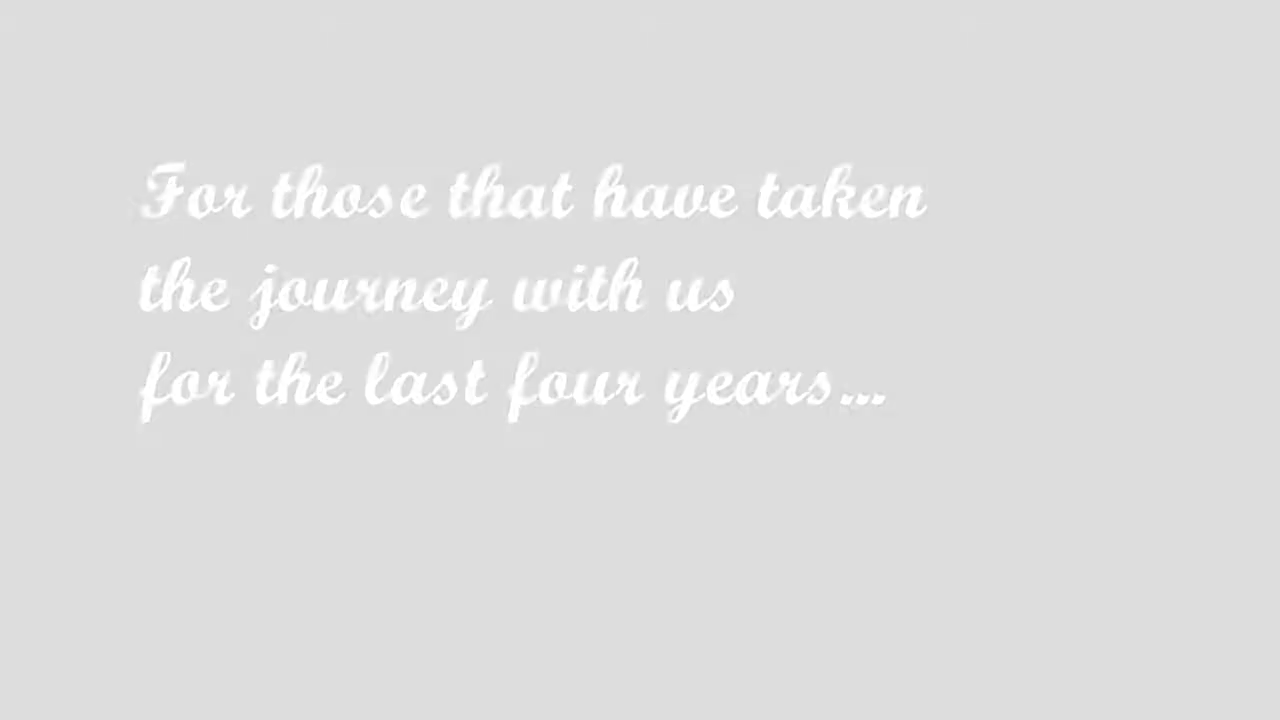 For those that have taken
the journey with us
for the last four years...